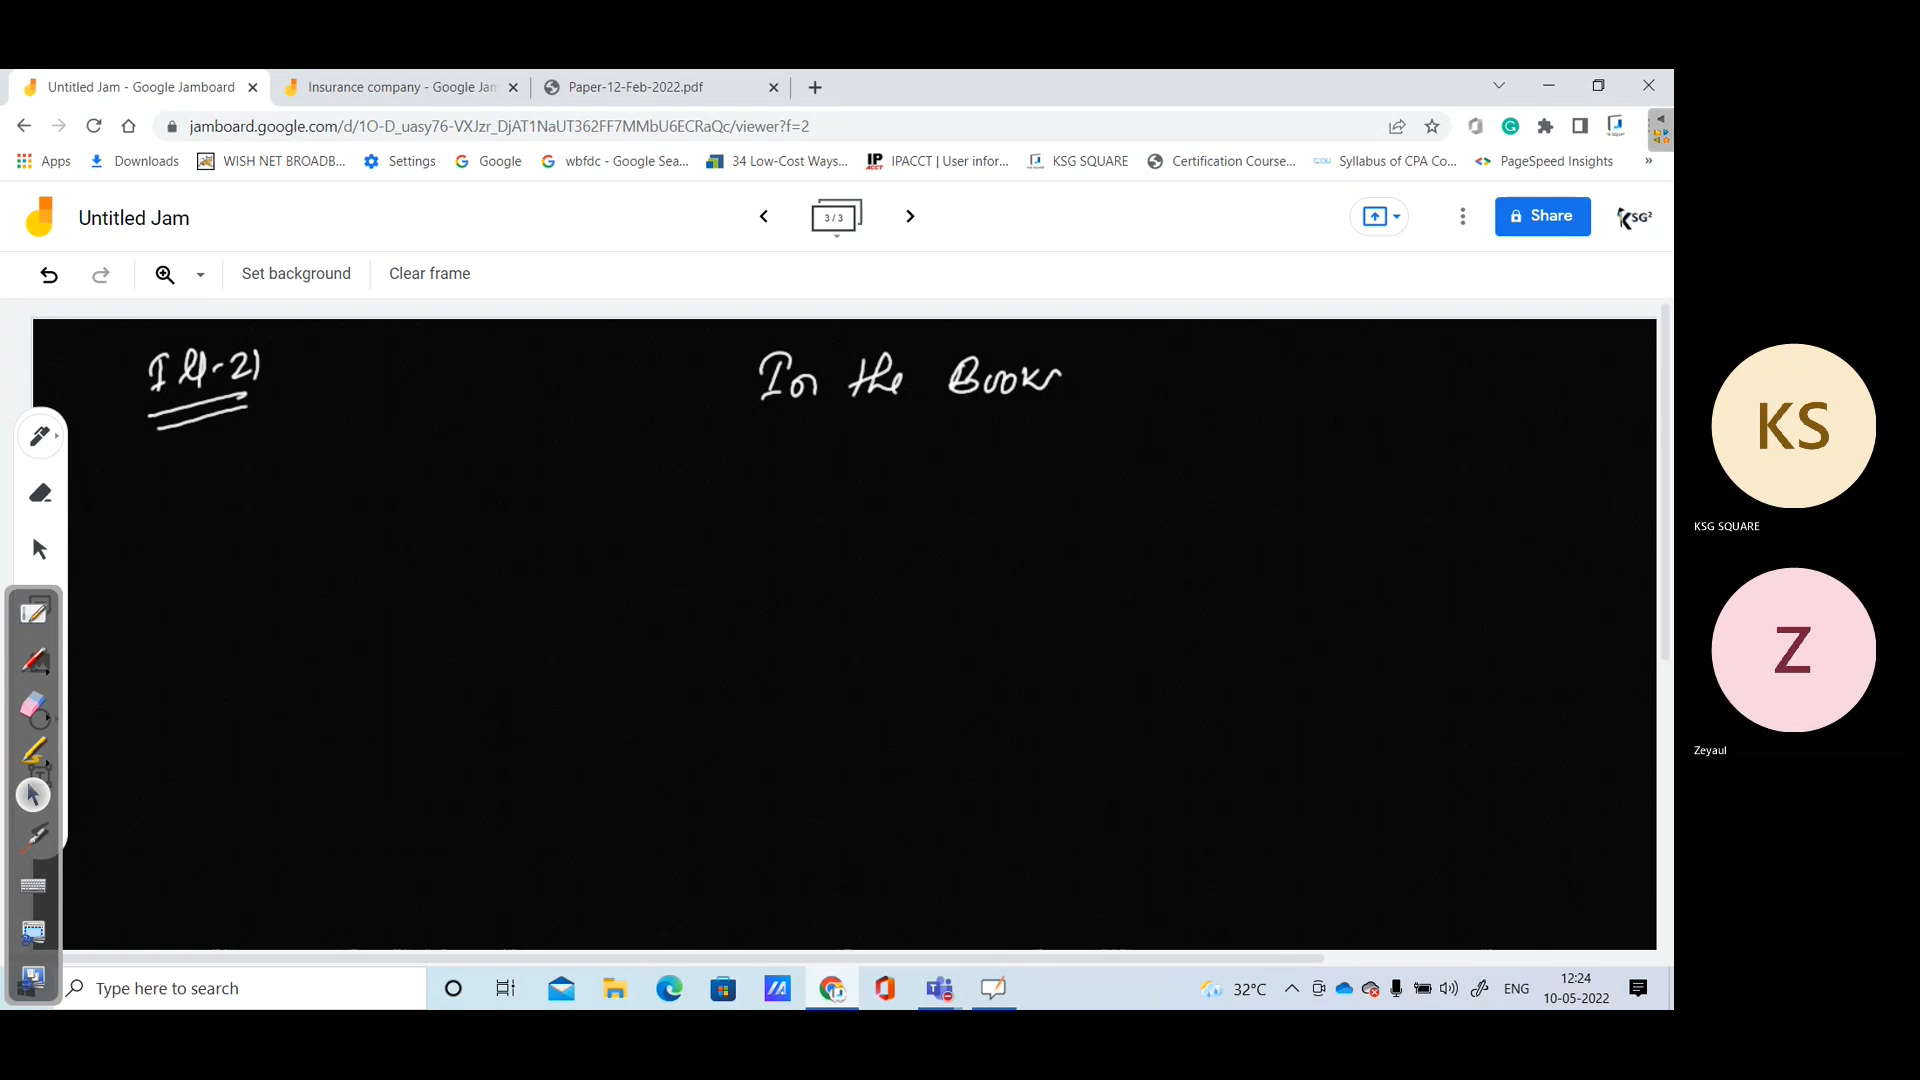 Untitled Jam - Google Jamboard
Insurance company - Google Jam
Paper-12-Feb-2022.pdf
jamboard.google.com/d/1O-D_uasy76-VXJzr_DjAT1NaUT362FF7MMbU6ECRaQc/viewer?f=2
Apps
Downloads
WISH NET BROADB...
Settings
Google
wbfdc - Google Sea...
34 Low-Cost Ways...
IPACCT | User infor...
KSG SQUARE
Certification Course...
Syllabus of CPA Co...
PageSpeed Insights
»
Untitled Jam
3 / 3
Share
KSG²
Set background
Clear frame
In the Books
KS
KSG SQUARE
Z
Zeyaul
Type here to search
32°C
ENG
12:24
10-05-2022